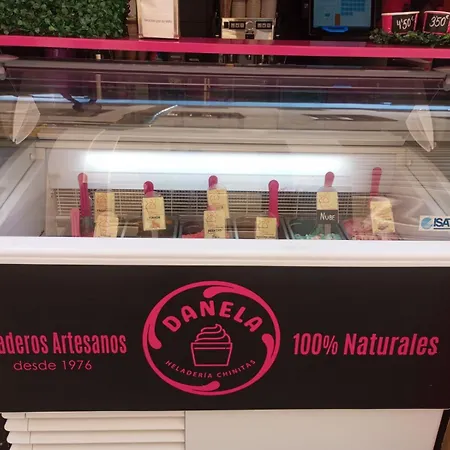 4'50€
3'50€
NUBE
ISA
aderos Artesanos
desde 1976
DANELA
HELADERÍA CHINITAS
100% Naturales